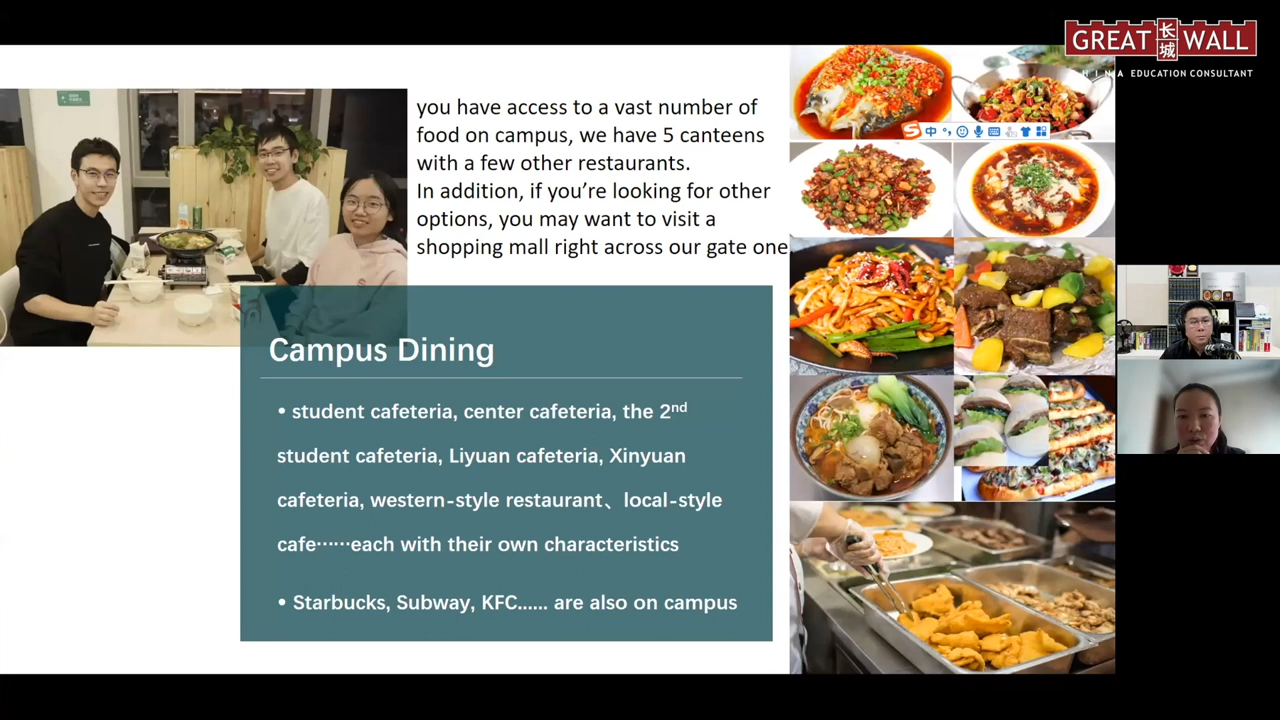 GREAT 长城 WALL
CHINA EDUCATION CONSULTANT
you have access to a vast number of
food on campus, we have 5 canteens
with a few other restaurants.
In addition, if you’re looking for other
options, you may want to visit a
shopping mall right across our gate one
中
Campus Dining
• student cafeteria, center cafeteria, the 2nd
student cafeteria, Liyuan cafeteria, Xinyuan
cafeteria, western-style restaurant、local-style
cafe……each with their own characteristics
• Starbucks, Subway, KFC...... are also on campus